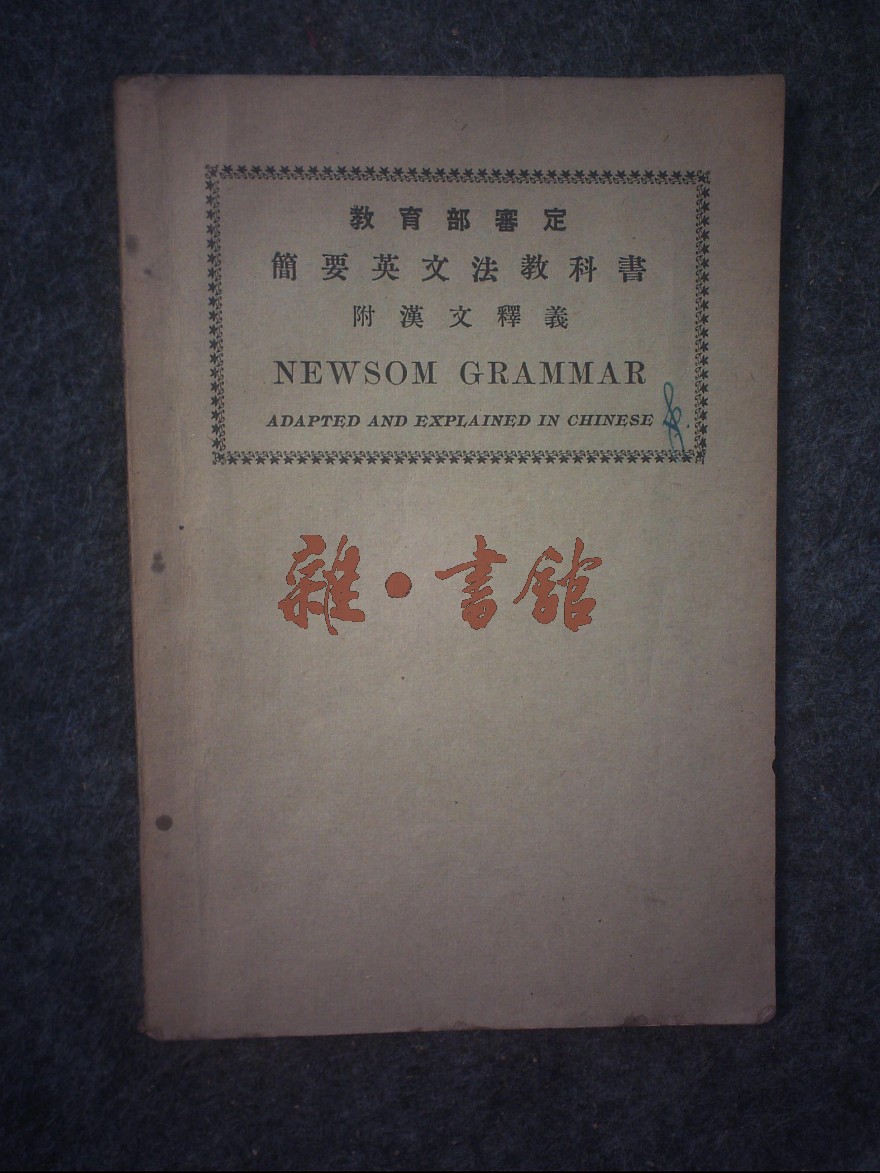 教育部審定
簡要英文法教科書
附漢文釋義
NEWSOM GRAMMAR
ADAPTED AND EXPLAINED IN CHINESE
雜·書館